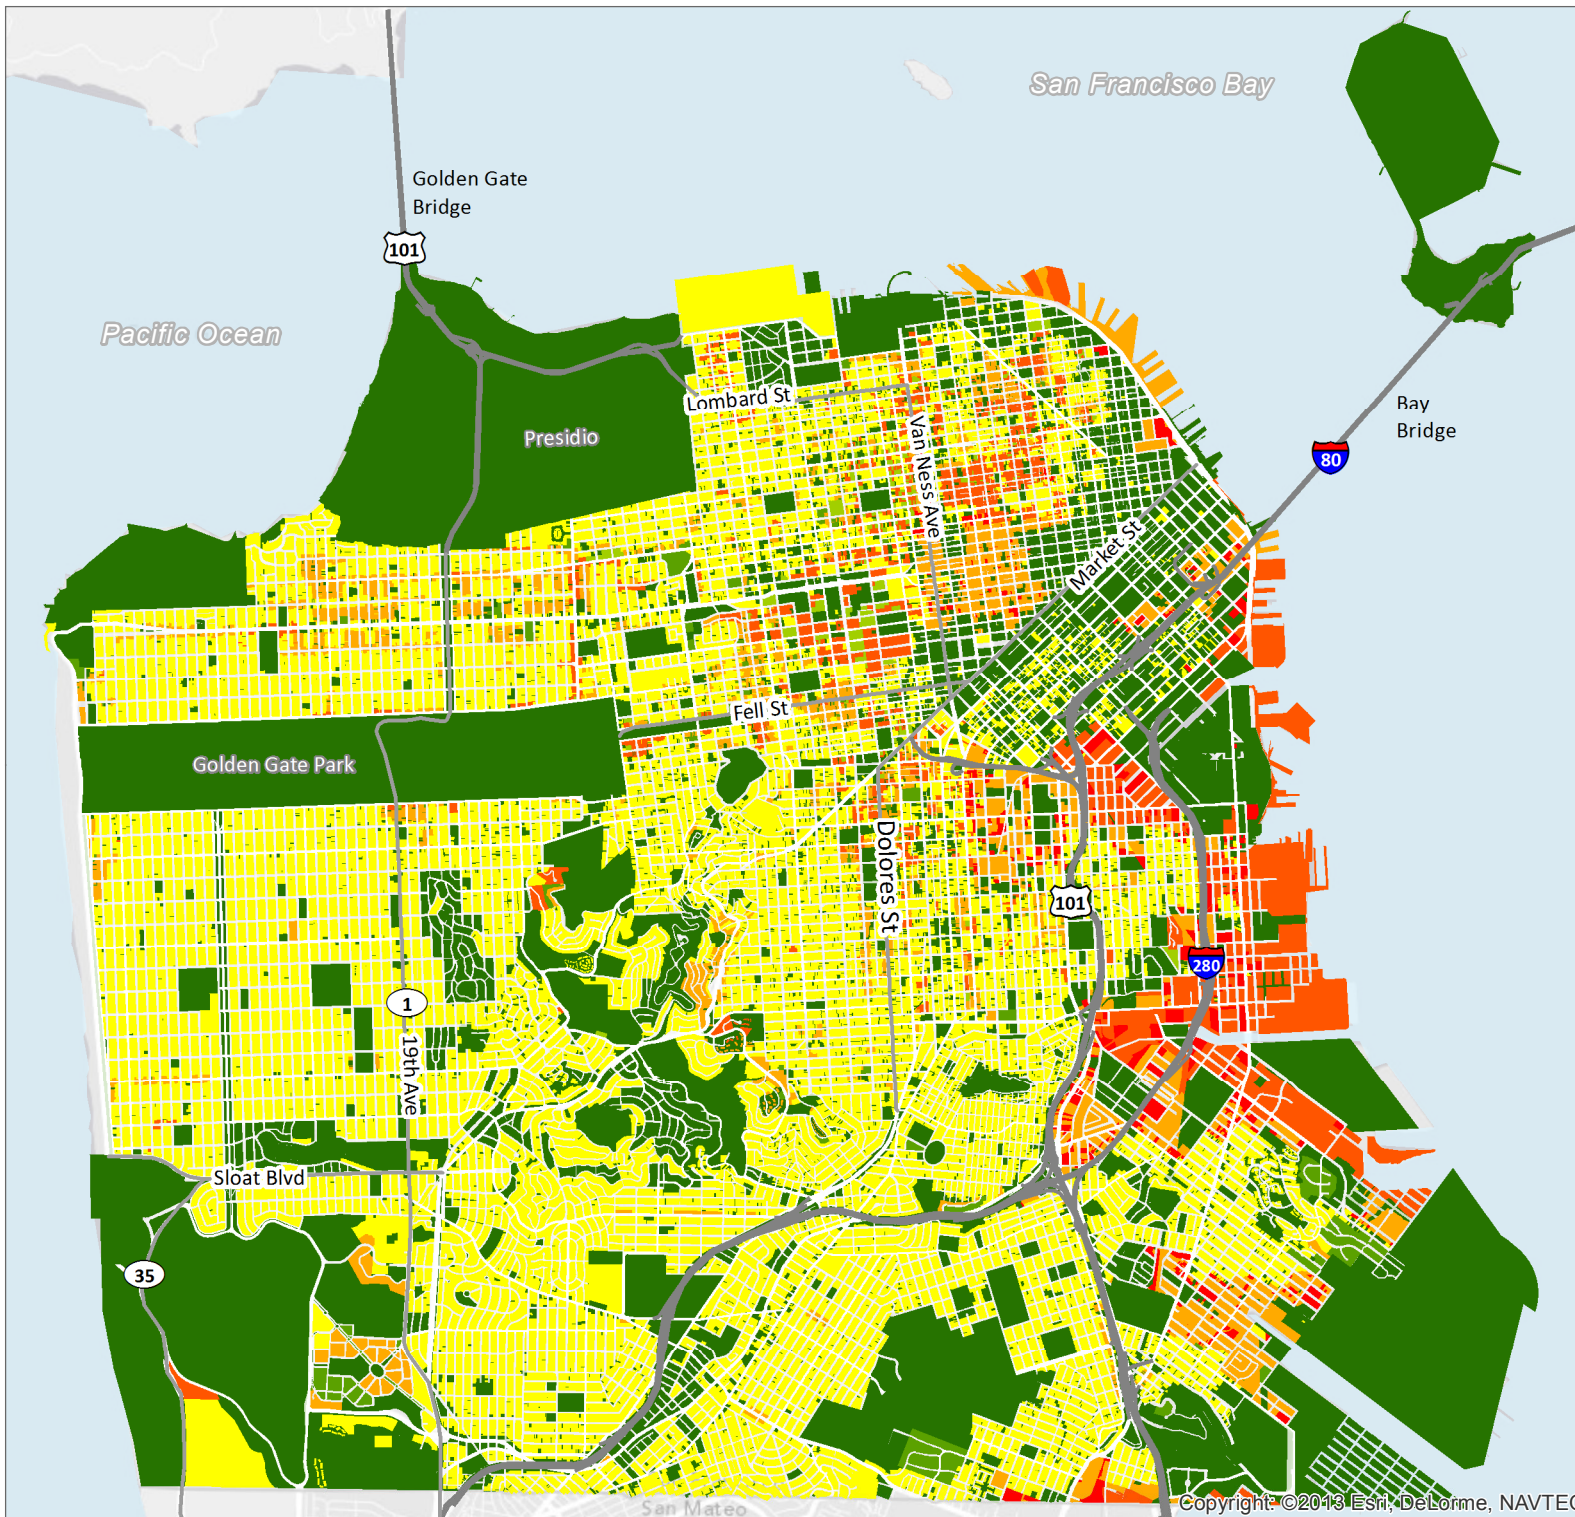 San Francisco Bay
Golden Gate
Bridge
101
Pacific Ocean
Lombard St
Bay
Bridge
Presidio
Van Ness Ave
80
Market St
Fell St
Golden Gate Park
Dolores St
101
280
1
19th Ave
Sloat Blvd
35
San Mateo
Copyright: ©2013 Esri, DeLorme, NAVTEQ